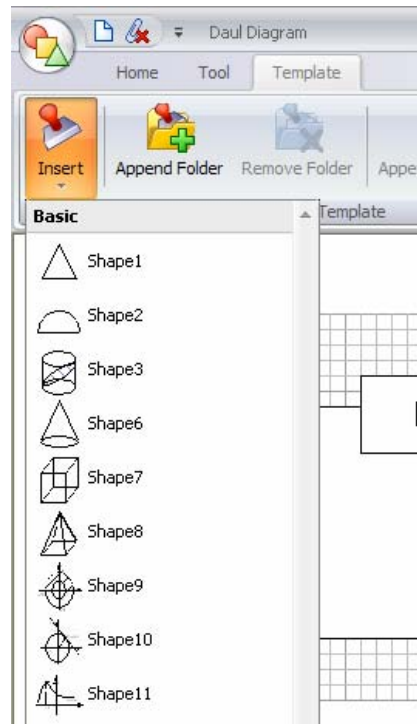 Daul Diagram
Home Tool Template
Insert Append Folder Remove Folder
Template
Basic
Shape1
Shape2
Shape3
Shape6
Shape7
Shape8
Shape9
Shape10
Shape11